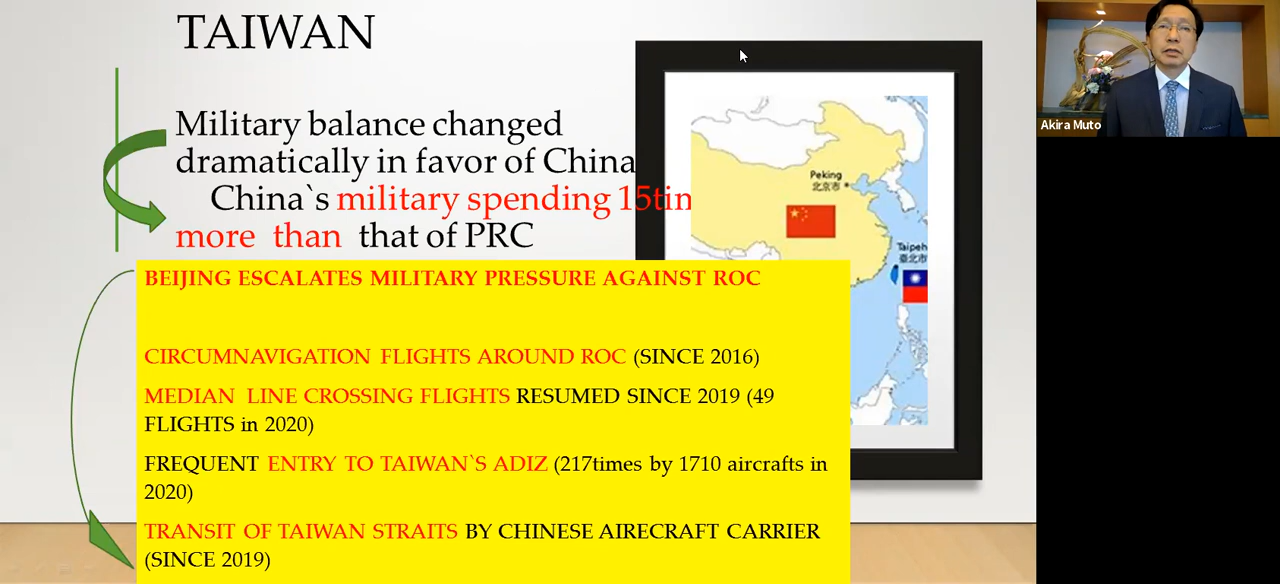 TAIWAN
Military balance changed
dramatically in favor of China
China`s military spending 15tim
more than that of PRC
BEIJING ESCALATES MILITARY PRESSURE AGAINST ROC
CIRCUMNAVIGATION FLIGHTS AROUND ROC (SINCE 2016)
MEDIAN LINE CROSSING FLIGHTS RESUMED SINCE 2019 (49
FLIGHTS in 2020)
FREQUENT ENTRY TO TAIWAN`S ADIZ (217times by 1710 aircrafts in
2020)
TRANSIT OF TAIWAN STRAITS BY CHINESE AIRECRAFT CARRIER
(SINCE 2019)
Peking
北京市
Taipeh
臺北市
Akira Muto